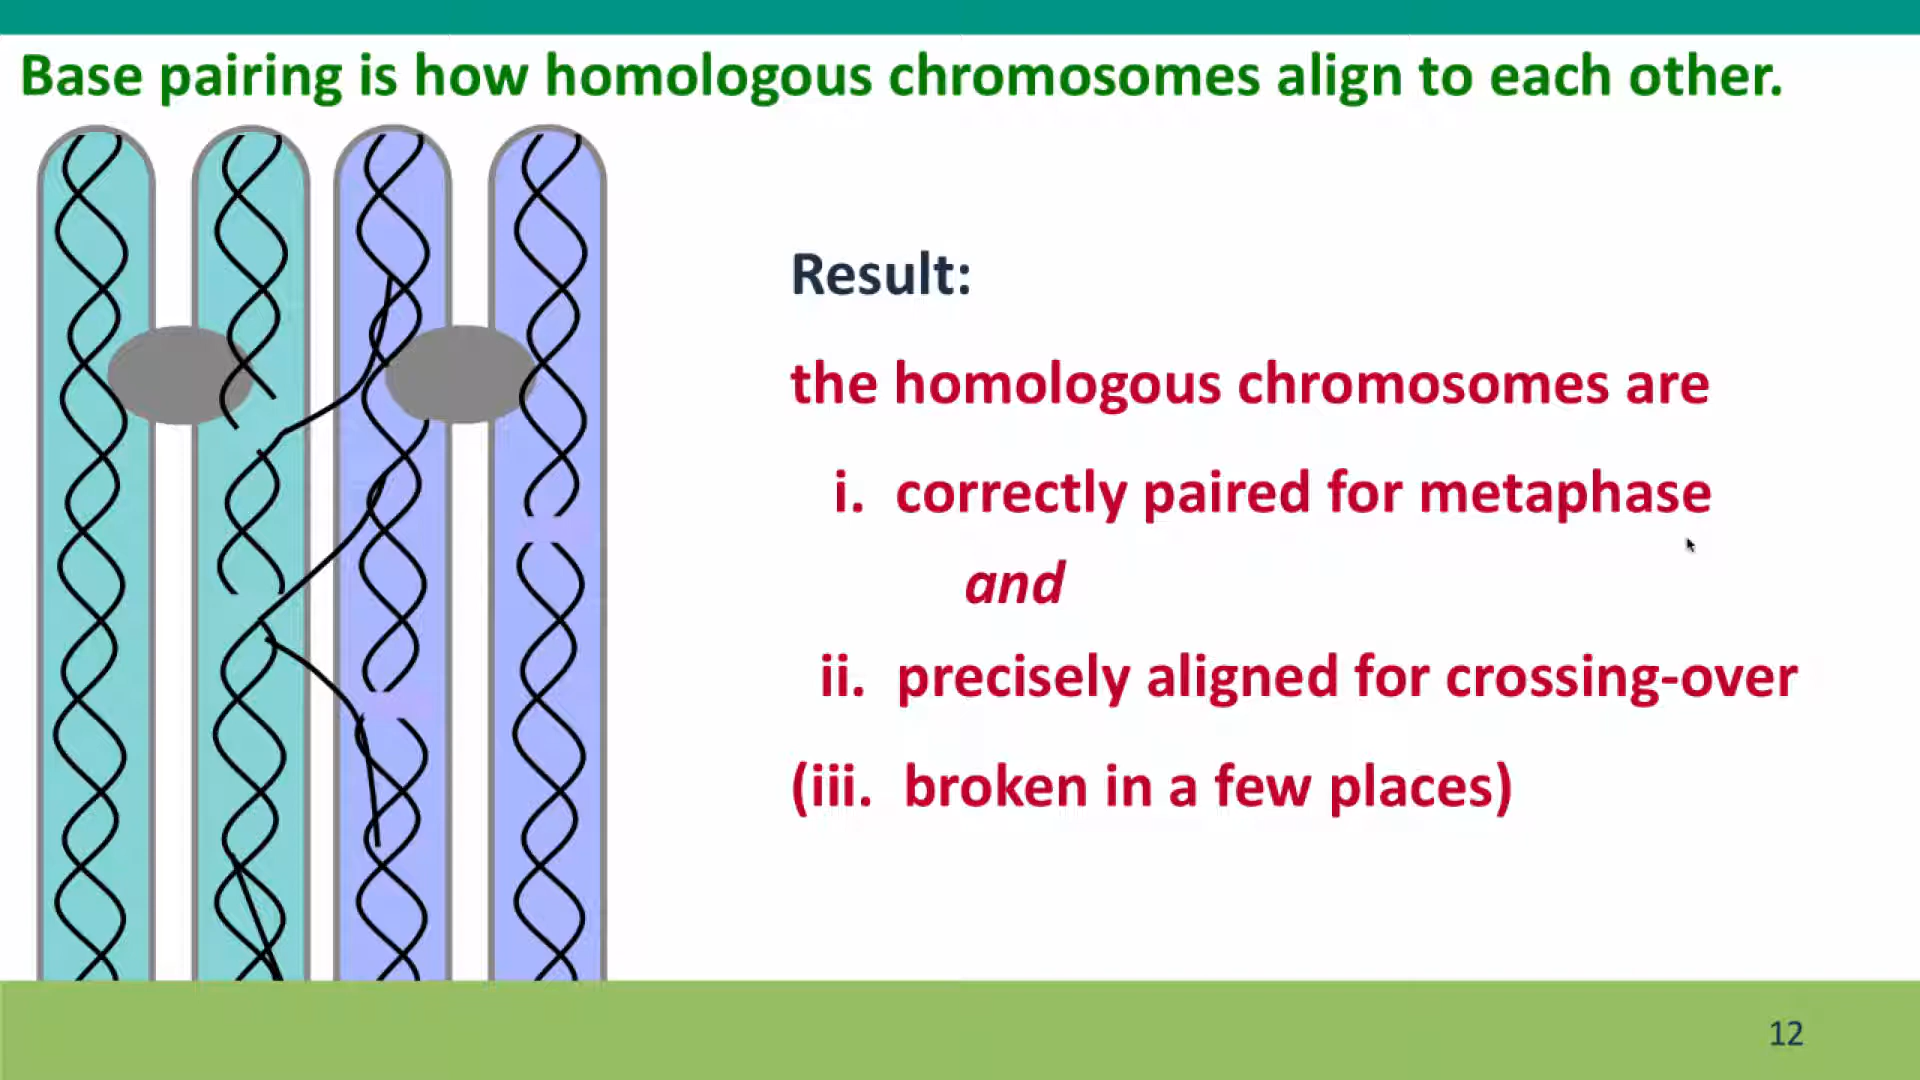 Base pairing is how homologous chromosomes align to each other.
Result:
the homologous chromosomes are
i. correctly paired for metaphase
and
ii. precisely aligned for crossing-over
(iii. broken in a few places)
12